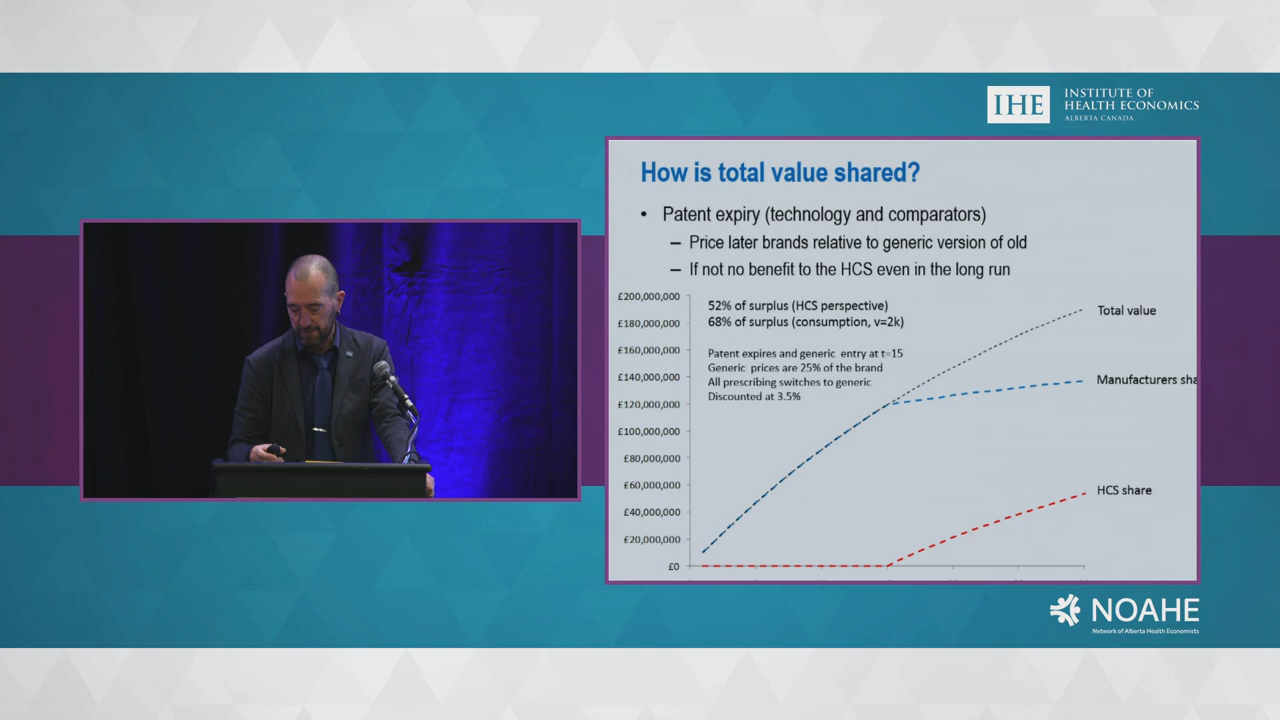 IHE
INSTITUTE OF
HEALTH ECONOMICS
ALBERTA CANADA
How is total value shared?
• Patent expiry (technology and comparators)
– Price later brands relative to generic version of old
– If not no benefit to the HCS even in the long run
£200,000,000
£180,000,000
£160,000,000
£140,000,000
£120,000,000
£100,000,000
£80,000,000
£60,000,000
£40,000,000
£20,000,000
£0
52% of surplus (HCS perspective)
68% of surplus (consumption, v=2k)
Patent expires and generic entry at t=15
Generic prices are 25% of the brand
All prescribing switches to generic
Discounted at 3.5%
Total value
Manufacturers sha
HCS share
NOAHE
Network of Alberta Health Economists